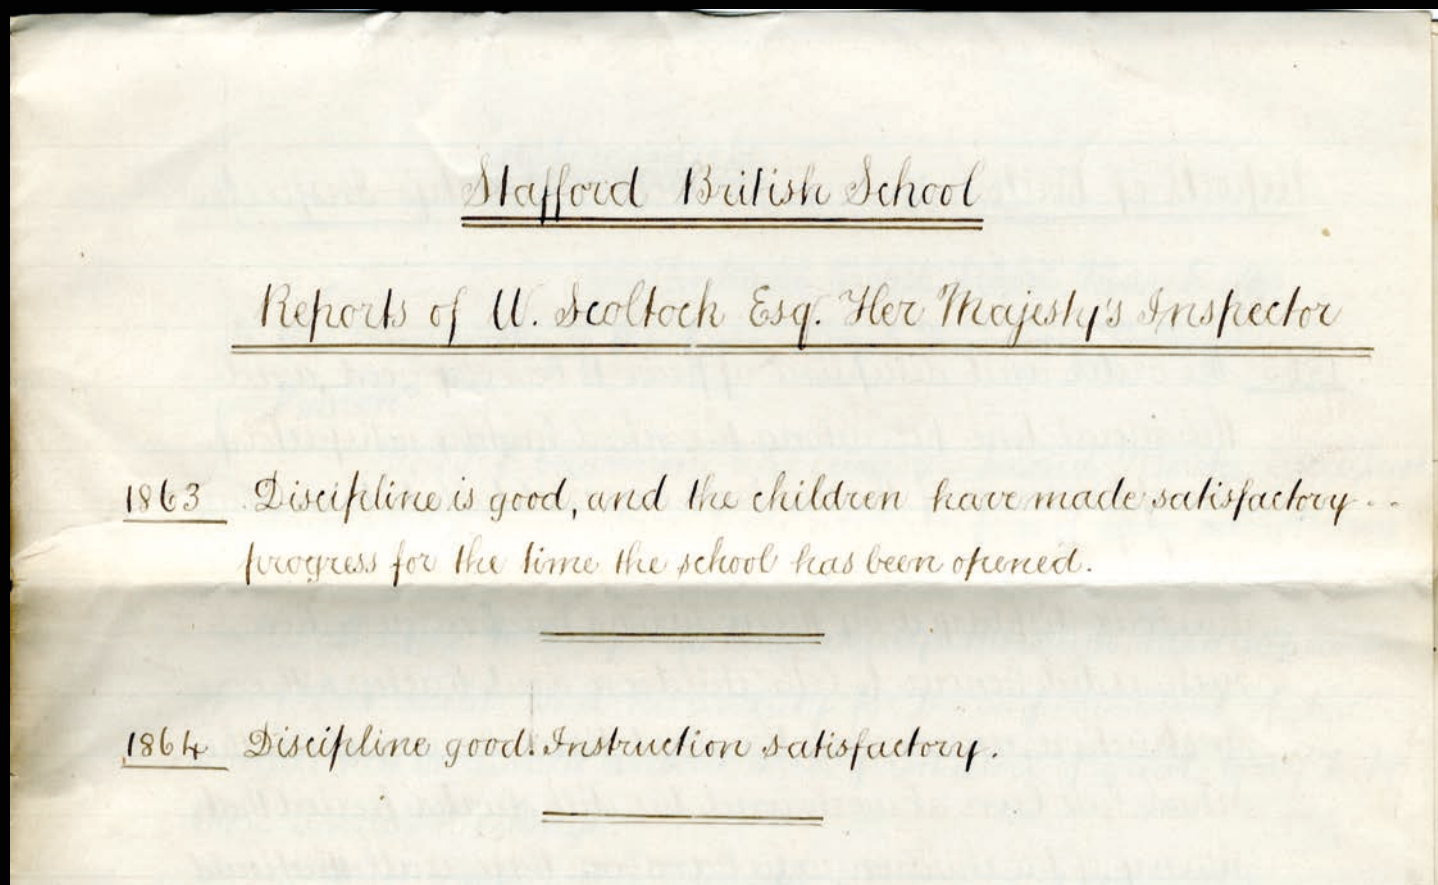 Stafford British School
Reports of W. Scoltock Esq. Her Majesty's Inspector
1863 Discipline is good, and the children have made satisfactory
progress for the time the school has been opened.
1864 Discipline good. Instruction satisfactory.